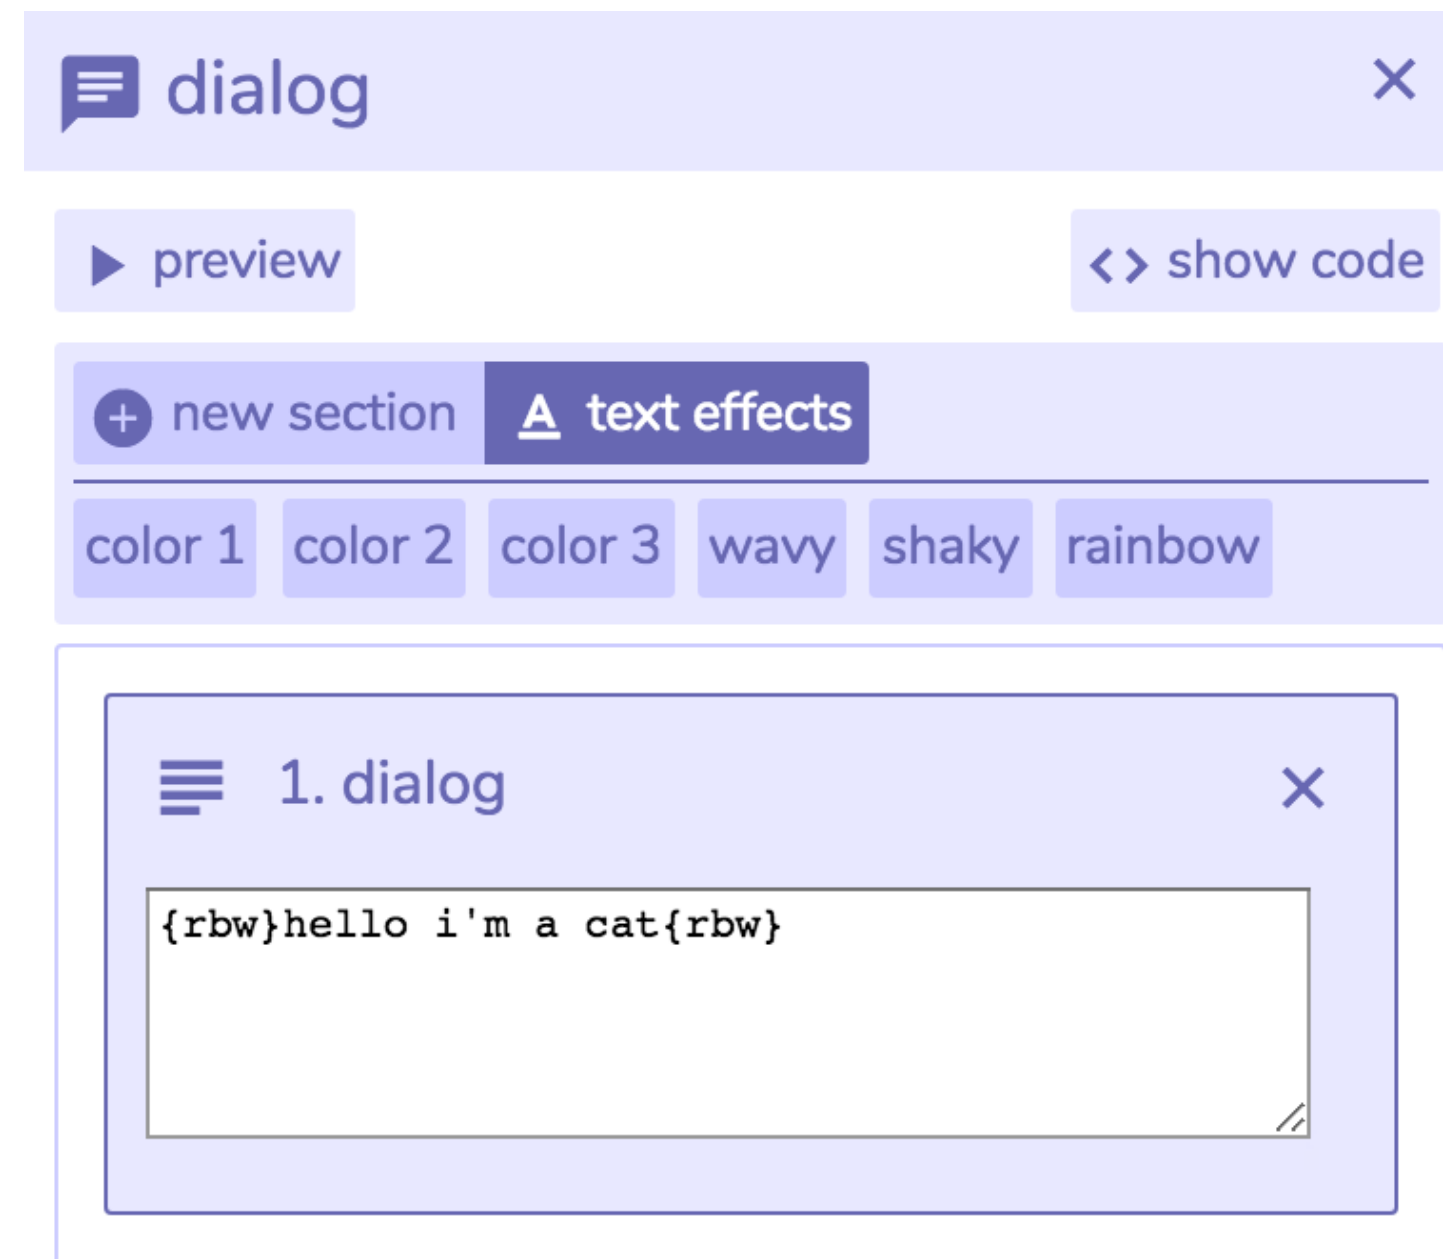 dialog
preview
show code
new section
text effects
color 1
color 2
color 3
wavy
shaky
rainbow
1. dialog
{rbw}hello i'm a cat{rbw}